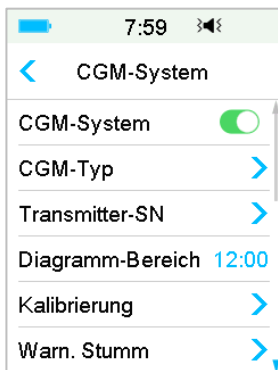 7:59
CGM-System
CGM-System
CGM-Typ
Transmitter-SN
Diagramm-Bereich 12:00
Kalibrierung
Warn. Stumm